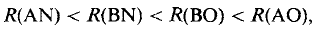 R(AN) < R(BN) < R(BO) < R(AO),